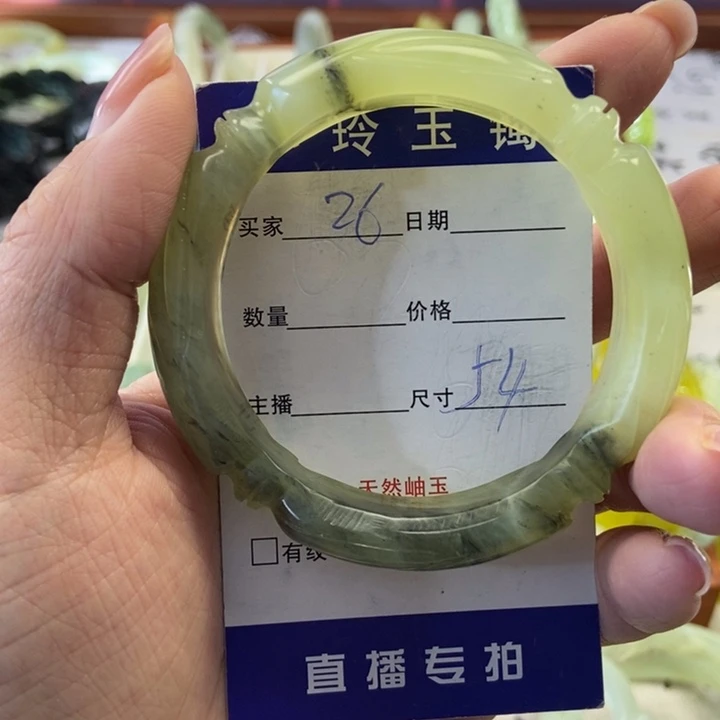 玲玉
买家 26 日期
数量 价格
主播 尺寸 54
天然岫玉
有纹
直播专拍